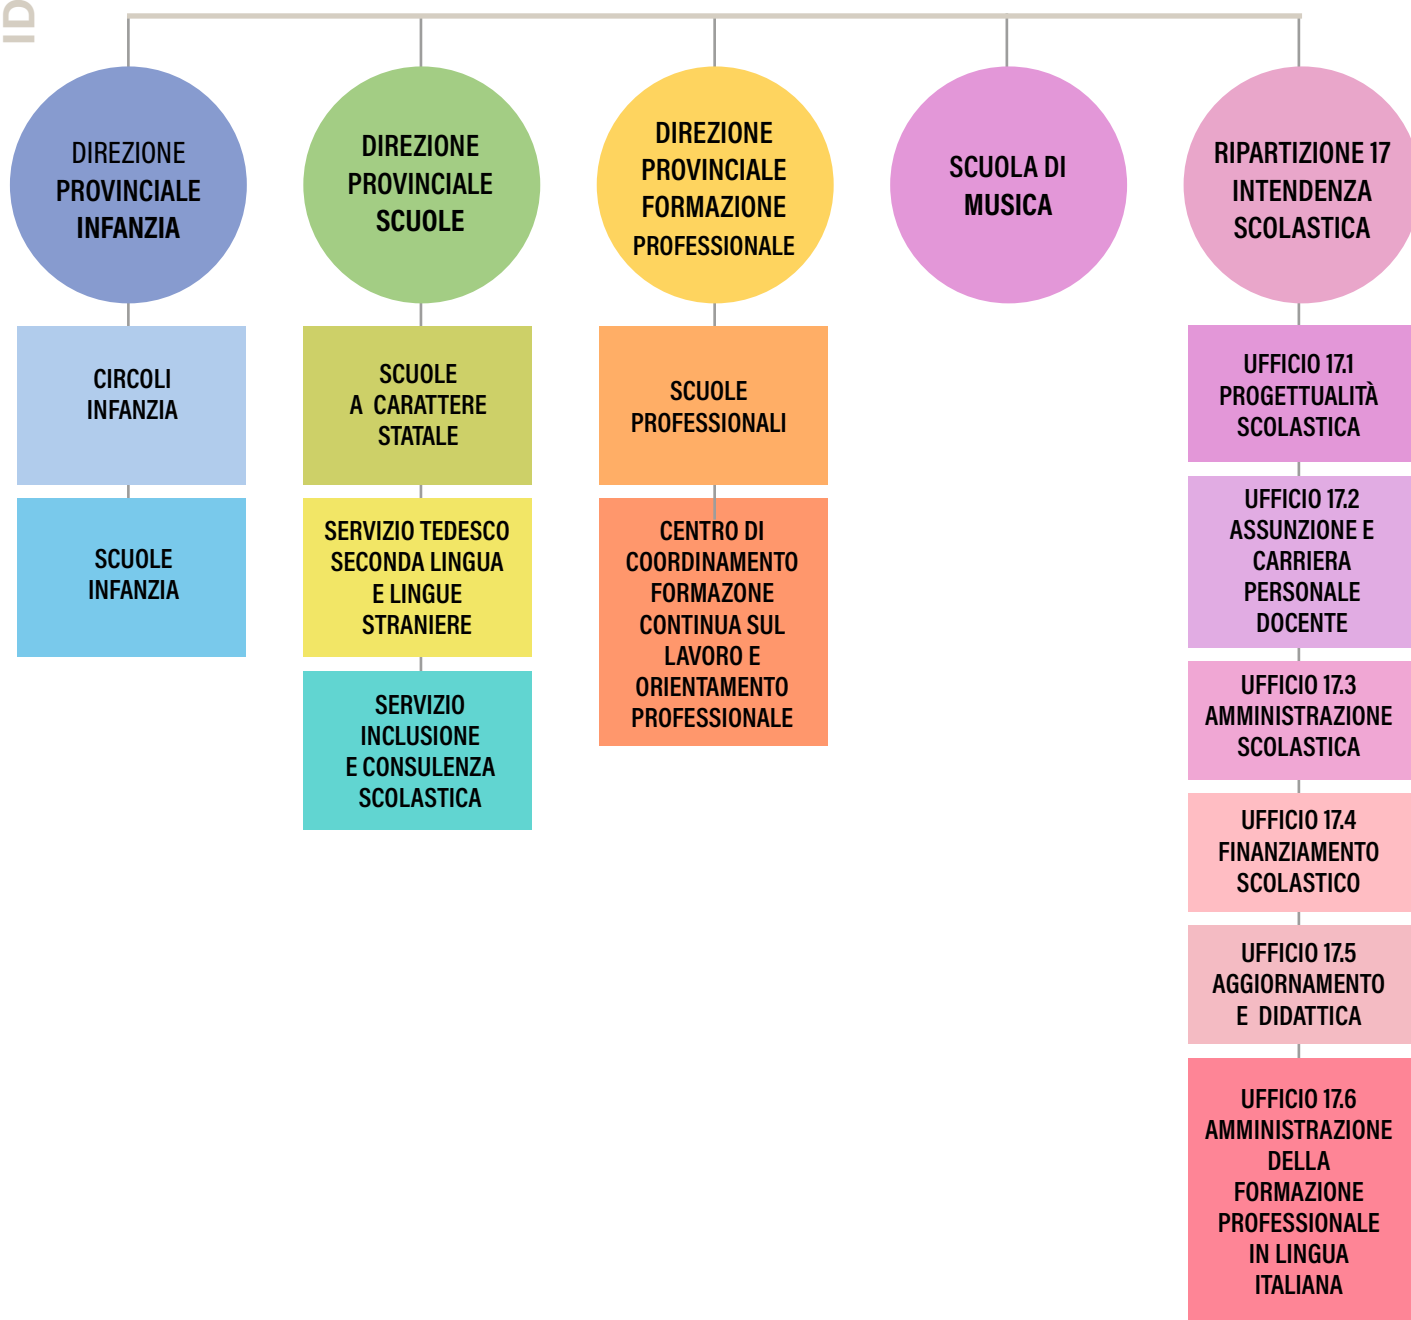 ID
DIREZIONE
PROVINCIALE
INFANZIA
DIREZIONE
PROVINCIALE
SCUOLE
DIREZIONE
PROVINCIALE
FORMAZIONE
PROFESSIONALE
SCUOLA DI
MUSICA
RIPARTIZIONE 17
INTENDENZA
SCOLASTICA
CIRCOLI
INFANZIA
SCUOLE
INFANZIA
SCUOLE
A CARATTERE
STATALE
SERVIZIO TEDESCO
SECONDA LINGUA
E LINGUE
STRANIERE
SERVIZIO
INCLUSIONE
E CONSULENZA
SCOLASTICA
SCUOLE
PROFESSIONALI
CENTRO DI
COORDINAMENTO
FORMAZONE
CONTINUA SUL
LAVORO E
ORIENTAMENTO
PROFESSIONALE
UFFICIO 17.1
PROGETTUALITÀ
SCOLASTICA
UFFICIO 17.2
ASSUNZIONE E
CARRIERA
PERSONALE
DOCENTE
UFFICIO 17.3
AMMINISTRAZIONE
SCOLASTICA
UFFICIO 17.4
FINANZIAMENTO
SCOLASTICO
UFFICIO 17.5
AGGIORNAMENTO
E DIDATTICA
UFFICIO 17.6
AMMINISTRAZIONE
DELLA
FORMAZIONE
PROFESSIONALE
IN LINGUA
ITALIANA